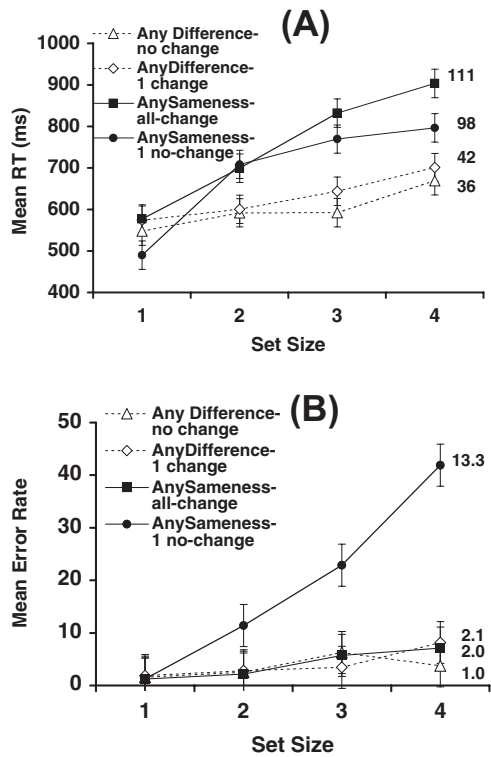 (A)
Any Difference-
no change
AnyDifference-
1 change
AnySameness-
all-change
AnySameness-
1 no-change
1100
1000
900
800
700
600
500
400
Mean RT (ms)
111
98
42
36
1 2 3 4
Set Size
(B)
Any Difference-
no change
AnyDifference-
1 change
AnySameness-
all-change
AnySameness-
1 no-change
50
40
30
20
10
0
Mean Error Rate
13.3
2.1
2.0
1.0
1 2 3 4
Set Size